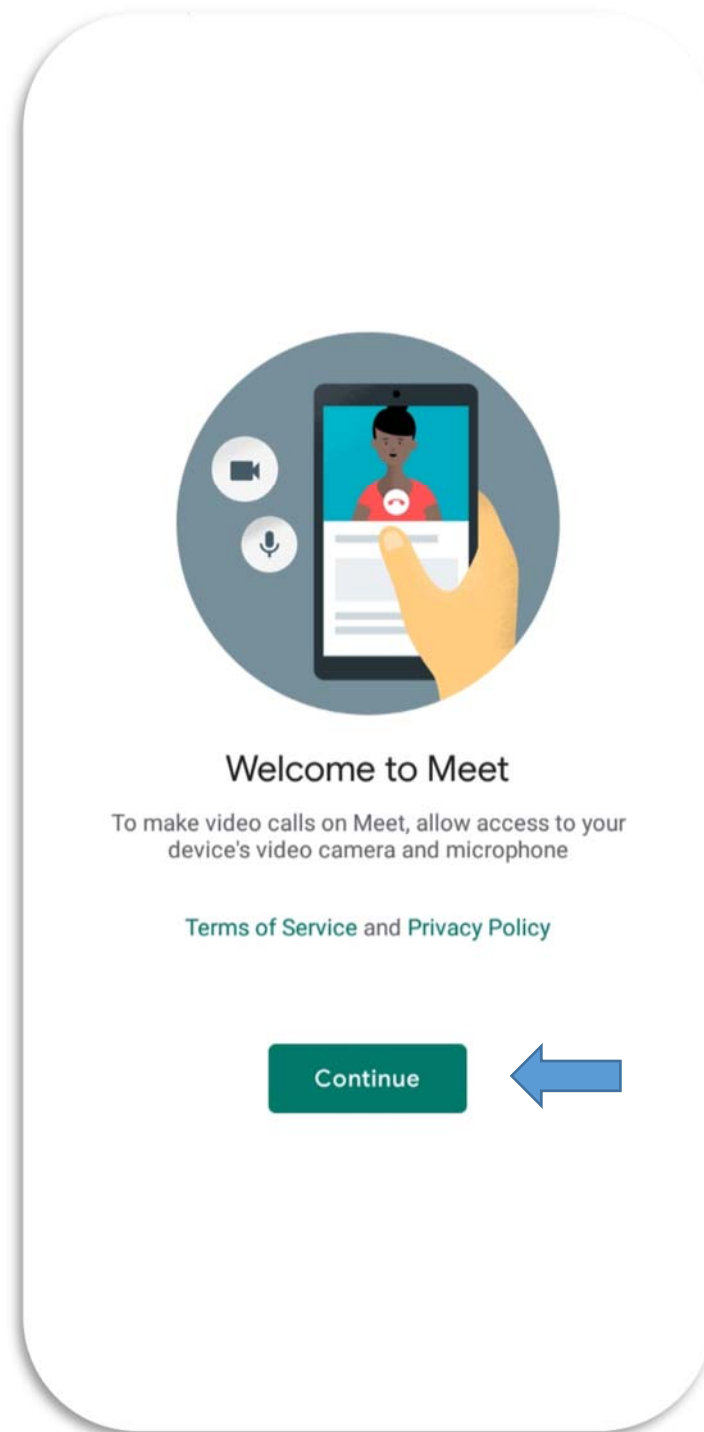 Welcome to Meet
To make video calls on Meet, allow access to your
device's video camera and microphone
Terms of Service and Privacy Policy
Continue